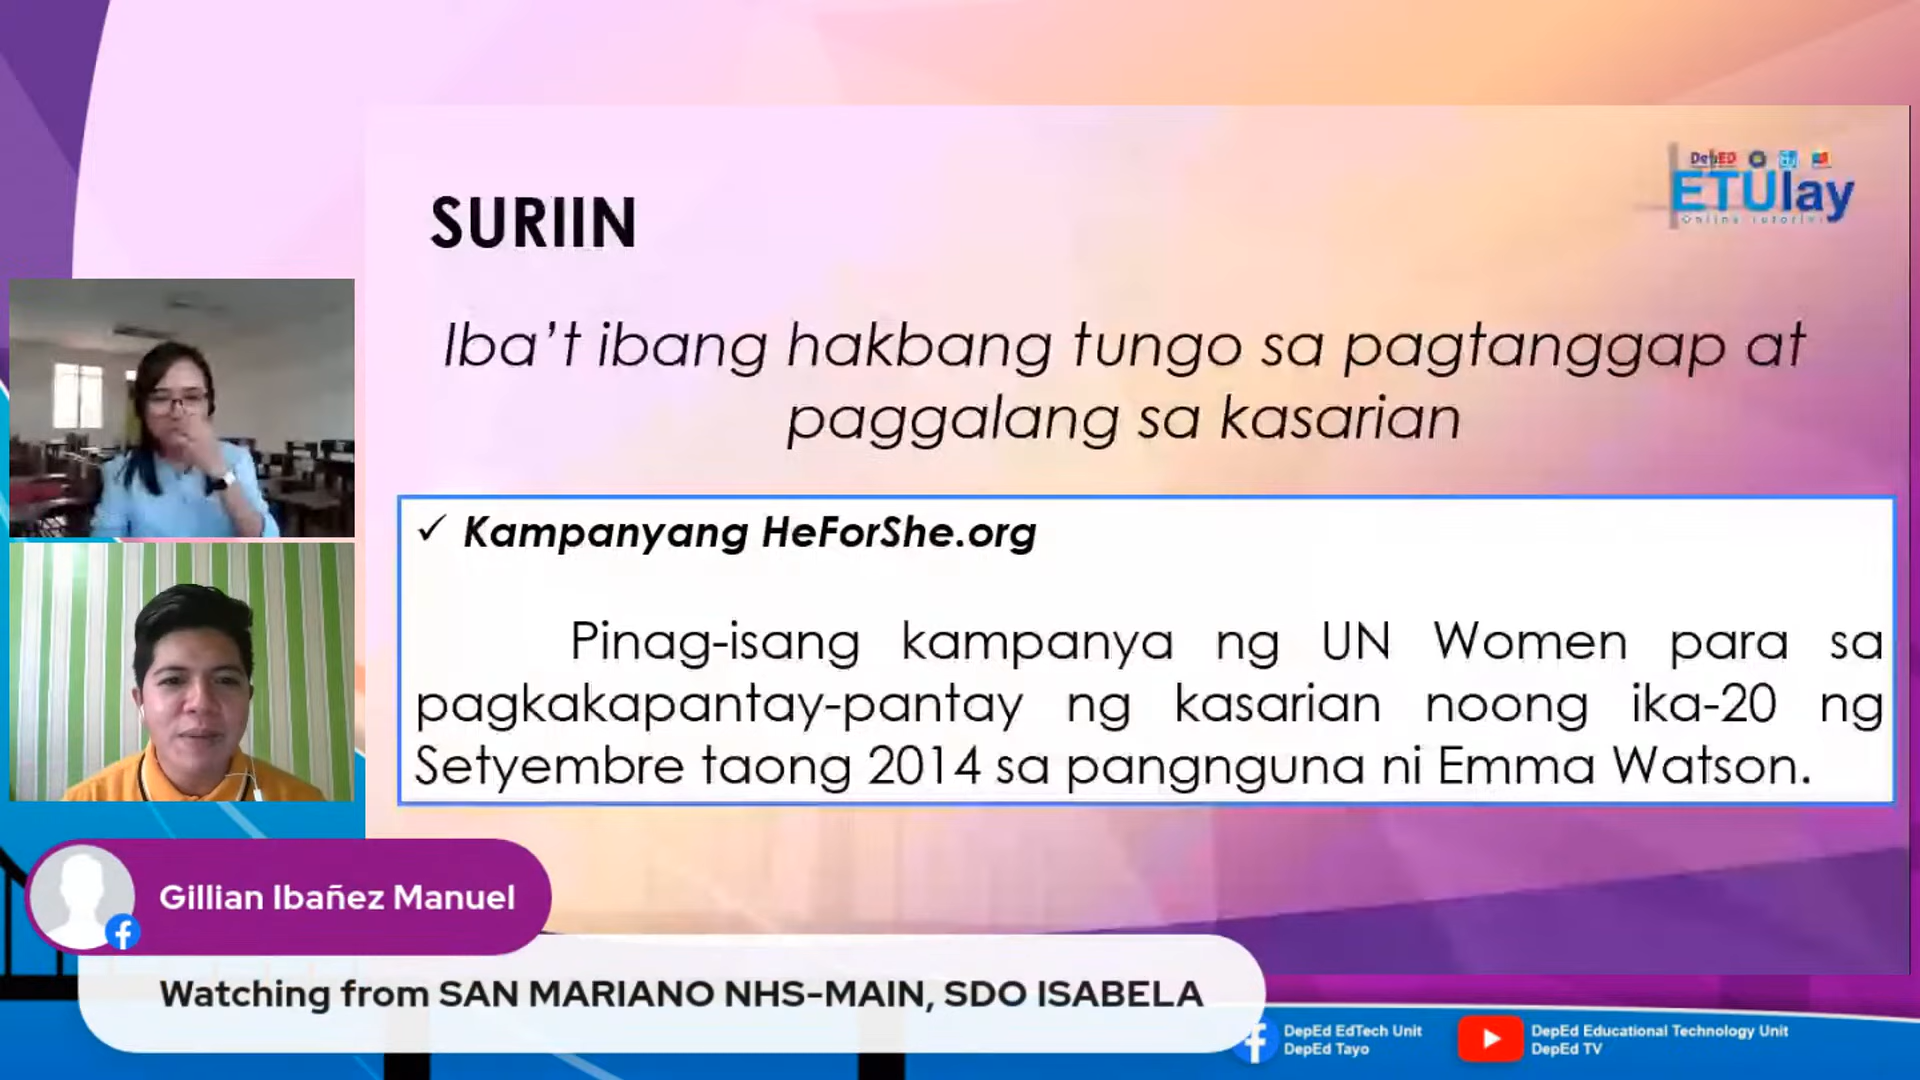 DepED
ETUlay
Online Tutorial
SURIIN
Iba't ibang hakbang tungo sa pagtanggap at
paggalang sa kasarian
✓ Kampanyang HeForShe.org
Pinag-isang kampanya ng UN Women para sa
pagkakapantay-pantay ng kasarian noong ika-20 ng
Setyembre taong 2014 sa pangnguna ni Emma Watson.
Gillian Ibañez Manuel
Watching from SAN MARIANO NHS-MAIN, SDO ISABELA
DepEd EdTech Unit
DepEd Tayo
DepEd Educational Technology Unit
DepEd TV